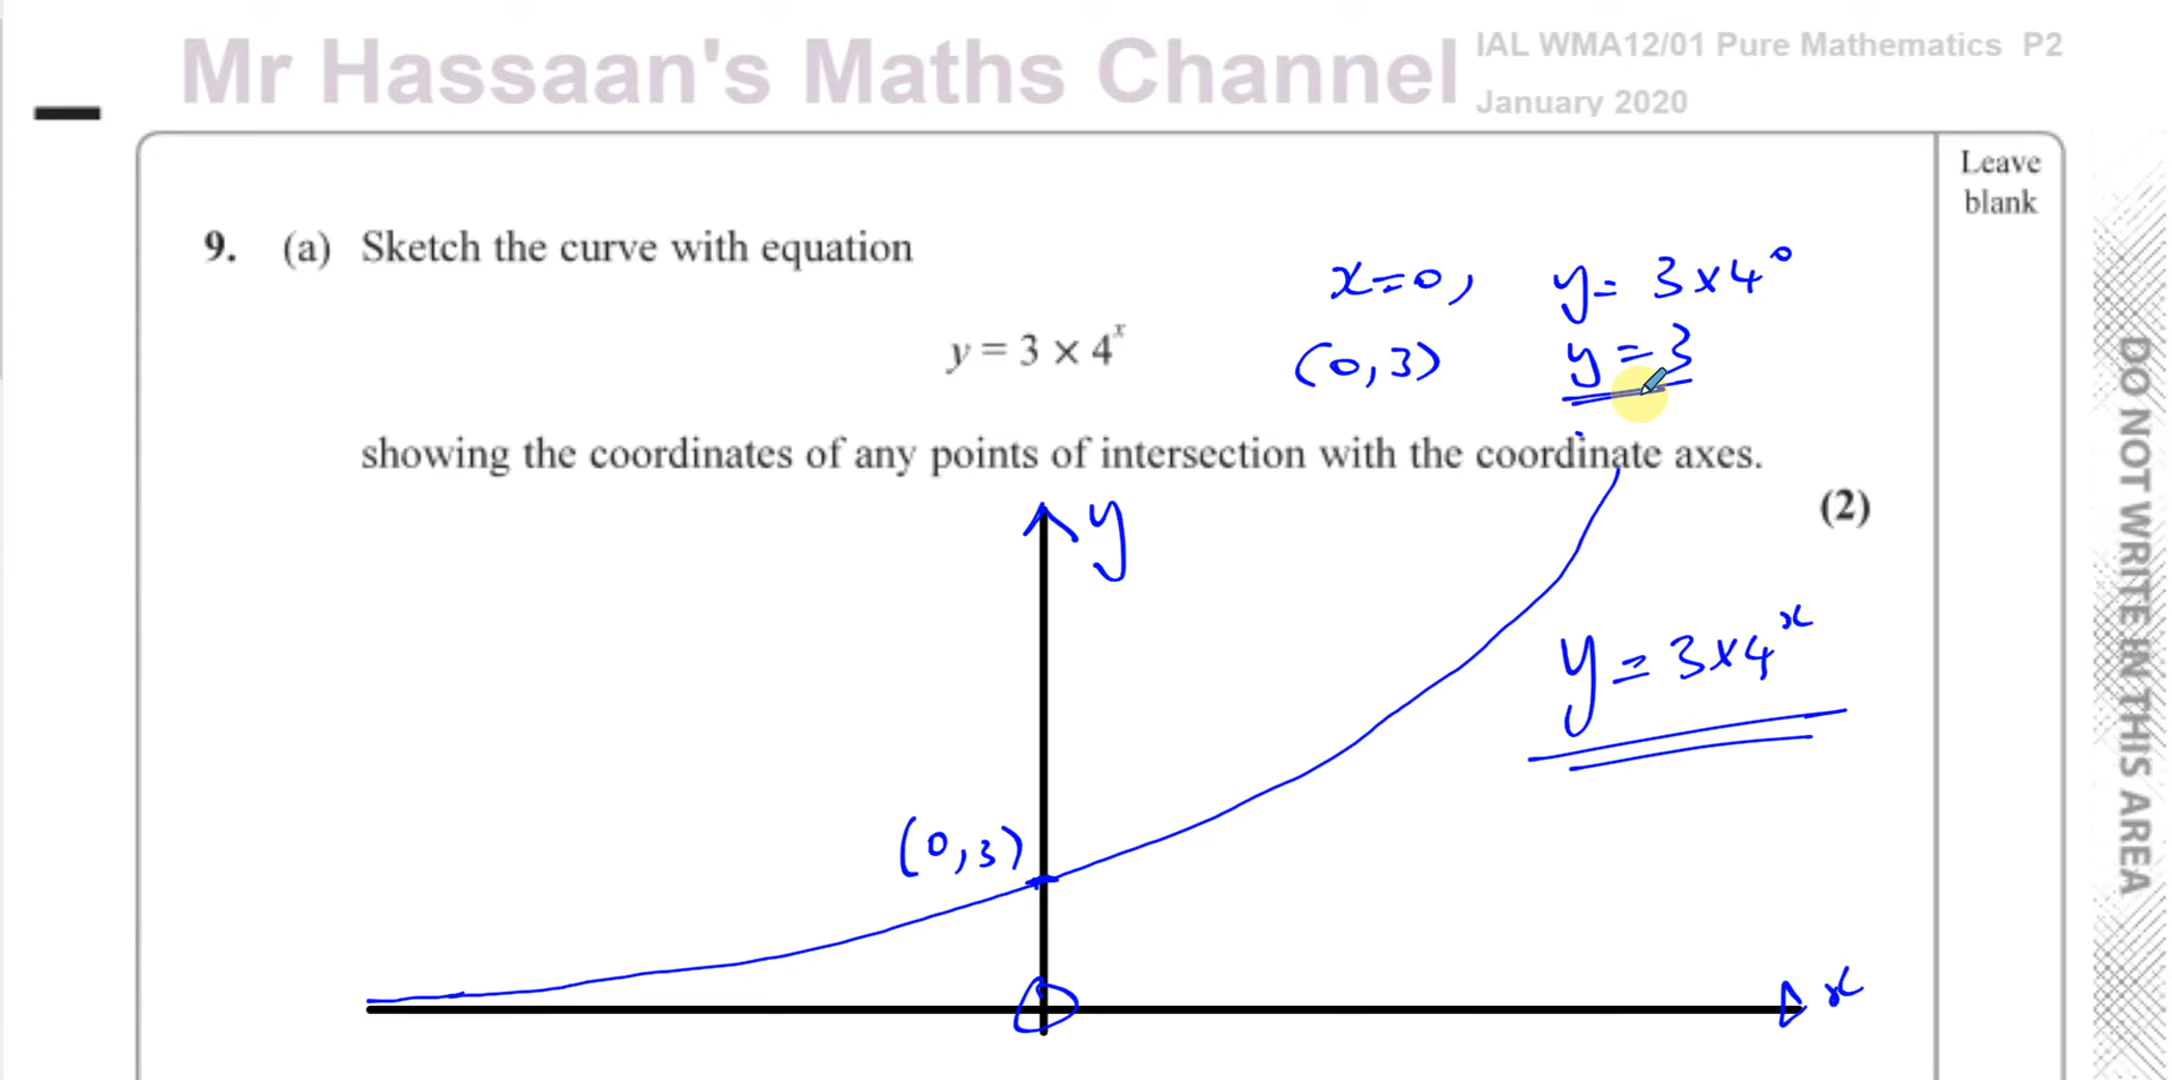 Mr Hassaan's Maths Channel
IAL WMA12/01 Pure Mathematics P2
January 2020
Leave
blank
9. (a) Sketch the curve with equation
x=0, y= 3×4⁰
y = 3 × 4ˣ
(0,3) y=3
showing the coordinates of any points of intersection with the coordinate axes.
(2)
y
y=3×4ˣ
(0,3)
x
O
DO NOT WRITE IN THIS AREA